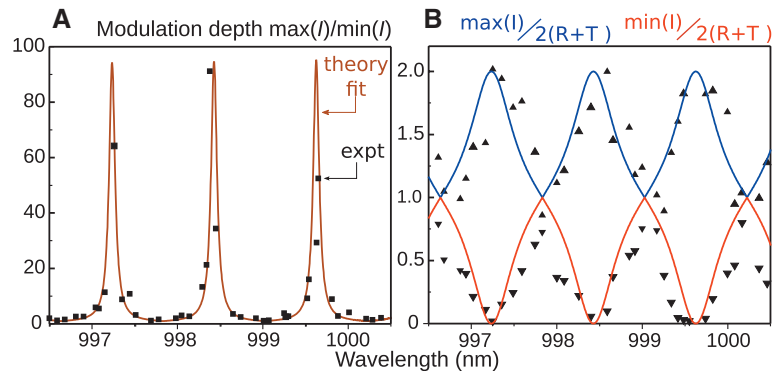 A Modulation depth max(I)/min(I)
100
80
60
40
20
0
theory
fit
expt
997 998 999 1000
B max(I)/2(R+T ) min(I)/2(R+T )
2.0
1.5
1.0
0.5
0
997 998 999 1000
Wavelength (nm)